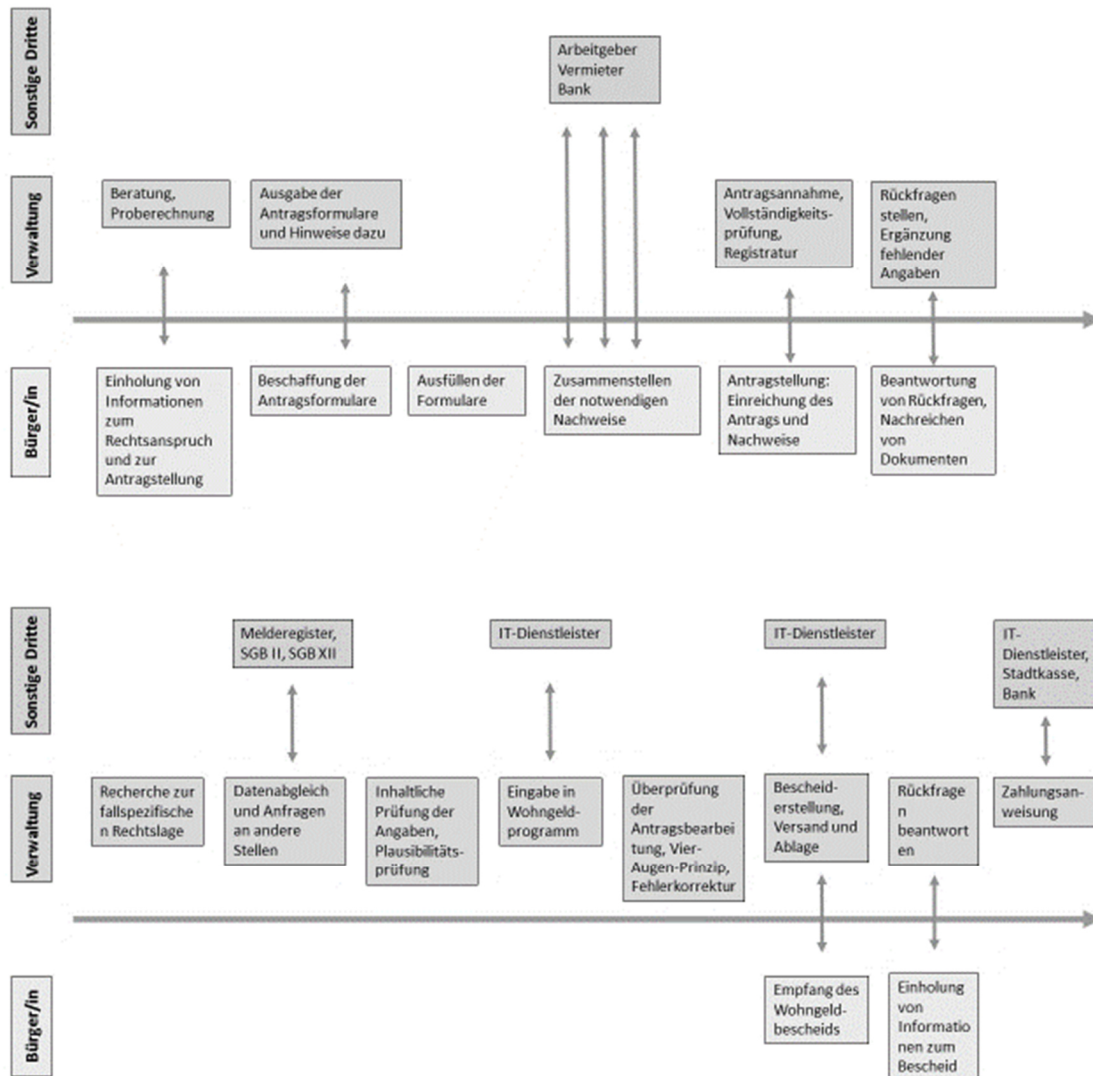 Sonstige Dritte
Arbeitgeber
Vermieter
Bank
Verwaltung
Beratung,
Proberechnung
Ausgabe der
Antragsformulare
und Hinweise dazu
Antragsannahme,
Vollständigkeits-
prüfung,
Registratur
Rückfragen
stellen,
Ergänzung
fehlender
Angaben
Bürger/in
Einholung von
Informationen
zum
Rechtsanspruch
und zur
Antragstellung
Beschaffung der
Antragsformulare
Ausfüllen der
Formulare
Zusammenstellen
der notwendigen
Nachweise
Antragstellung:
Einreichung des
Antrags und
Nachweise
Beantwortung
von Rückfragen,
Nachreichen
von
Dokumenten
Sonstige Dritte
Melderegister,
SGB II, SGB XII
IT-Dienstleister
IT-Dienstleister
IT-
Dienstleister,
Stadtkasse,
Bank
Verwaltung
Recherche zur
fallspezifische
n Rechtslage
Datenabgleich
und Anfragen
an andere
Stellen
Inhaltliche
Prüfung der
Angaben,
Plausibilitäts-
prüfung
Eingabe in
Wohngeld-
programm
Überprüfung
der
Antragsbearbei
tung, Vier-
Augen-Prinzip,
Fehlerkorrektur
Bescheid-
erstellung,
Versand und
Ablage
Rückfrage
n
beantwort
en
Zahlungsan-
weisung
Bürger/in
Empfang des
Wohngeld-
bescheids
Einholung
von
Informatio
nen zum
Bescheid